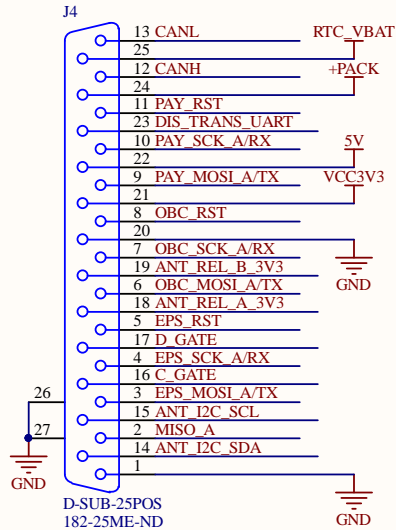 J4
13 CANL RTC_VBAT
25
12 CANH +PACK
24
11 PAY_RST
23 DIS_TRANS_UART
10 PAY_SCK_A/RX 5V
22
9 PAY_MOSI_A/TX VCC3V3
21
8 OBC_RST
20
7 OBC_SCK_A/RX
19 ANT_REL_B_3V3 GND
6 OBC_MOSI_A/TX
18 ANT_REL_A_3V3
5 EPS_RST
17 D_GATE
4 EPS_SCK_A/RX
16 C_GATE
26 3 EPS_MOSI_A/TX
15 ANT_I2C_SCL
27 2 MISO_A
14 ANT_I2C_SDA
1
GND
D-SUB-25POS GND
182-25ME-ND